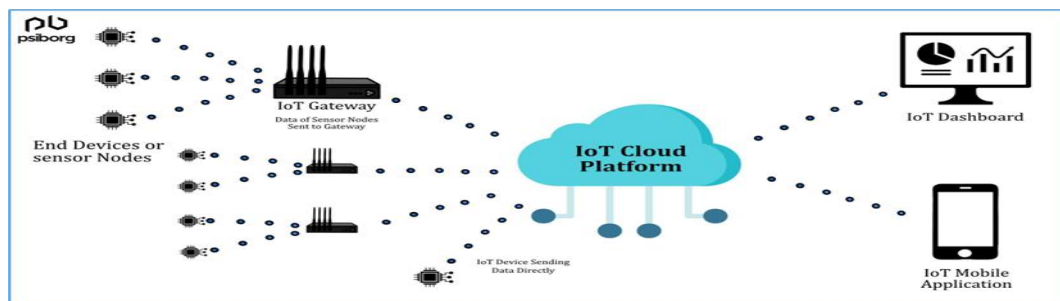 psiborg
IoT Gateway
Data of Sensor Nodes
Sent to Gateway
End Devices or
sensor Nodes
IoT Cloud
Platform
IoT Device Sending
Data Directly
IoT Dashboard
IoT Mobile
Application